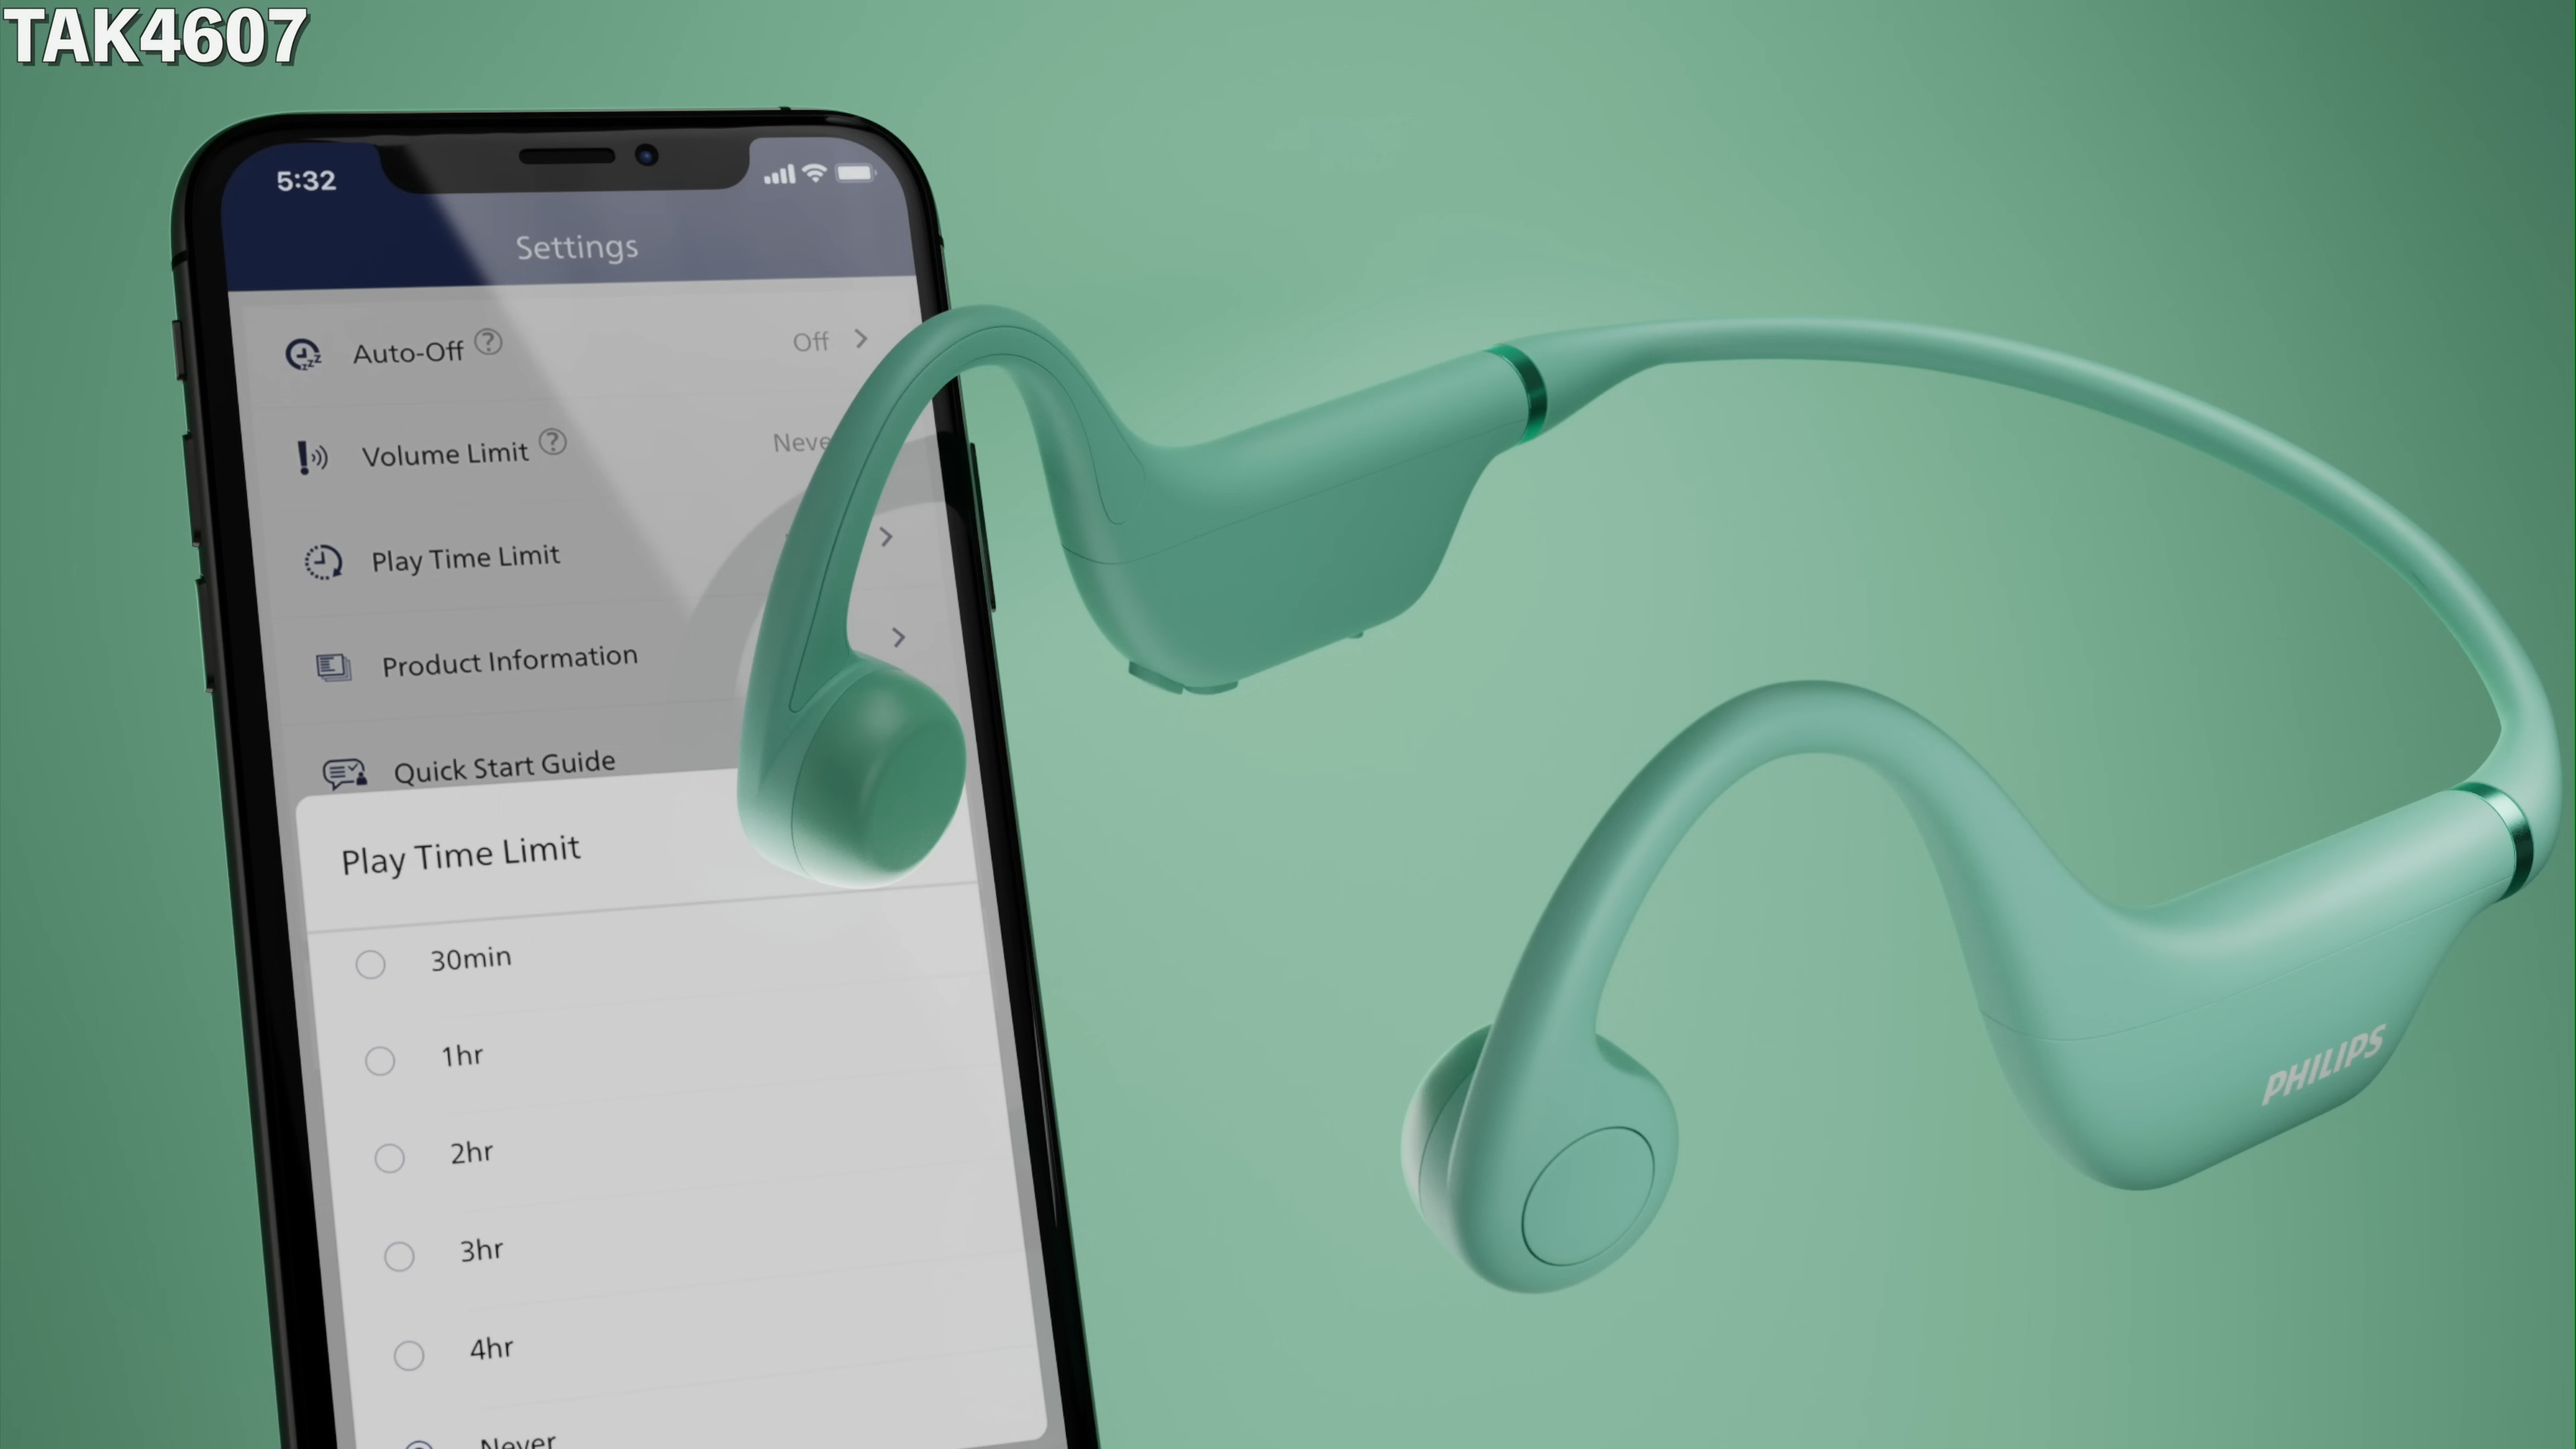 TAK4607
5:32
Settings
Auto-Off ? Off
Volume Limit ?
Play Time Limit
Product Information
Quick Start Guide
Play Time Limit
30min
1hr
2hr
3hr
4hr
Never
PHILIPS